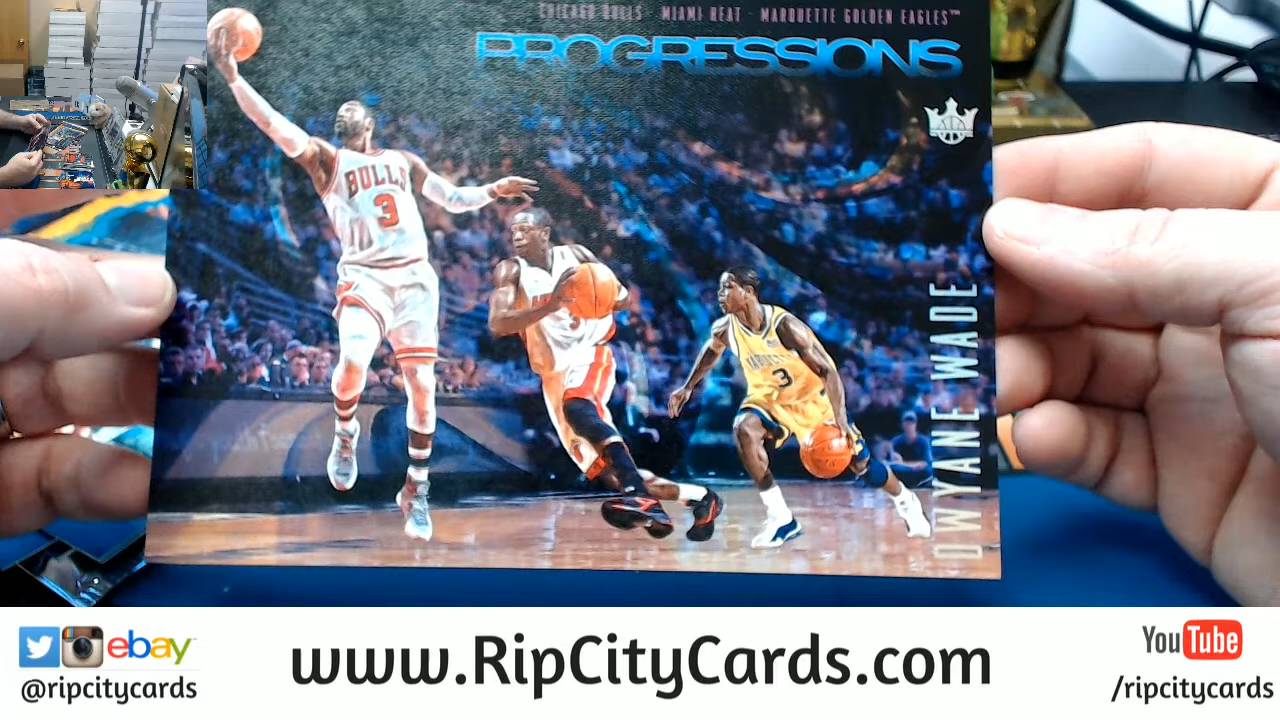 CHICAGO BULLS - MIAMI HEAT - MARQUETTE GOLDEN EAGLES™
PROGRESSIONS
BULLS
3
3
DWYANE WADE
ebay
www.RipCityCards.com
YouTube
@ripcitycards
/ripcitycards